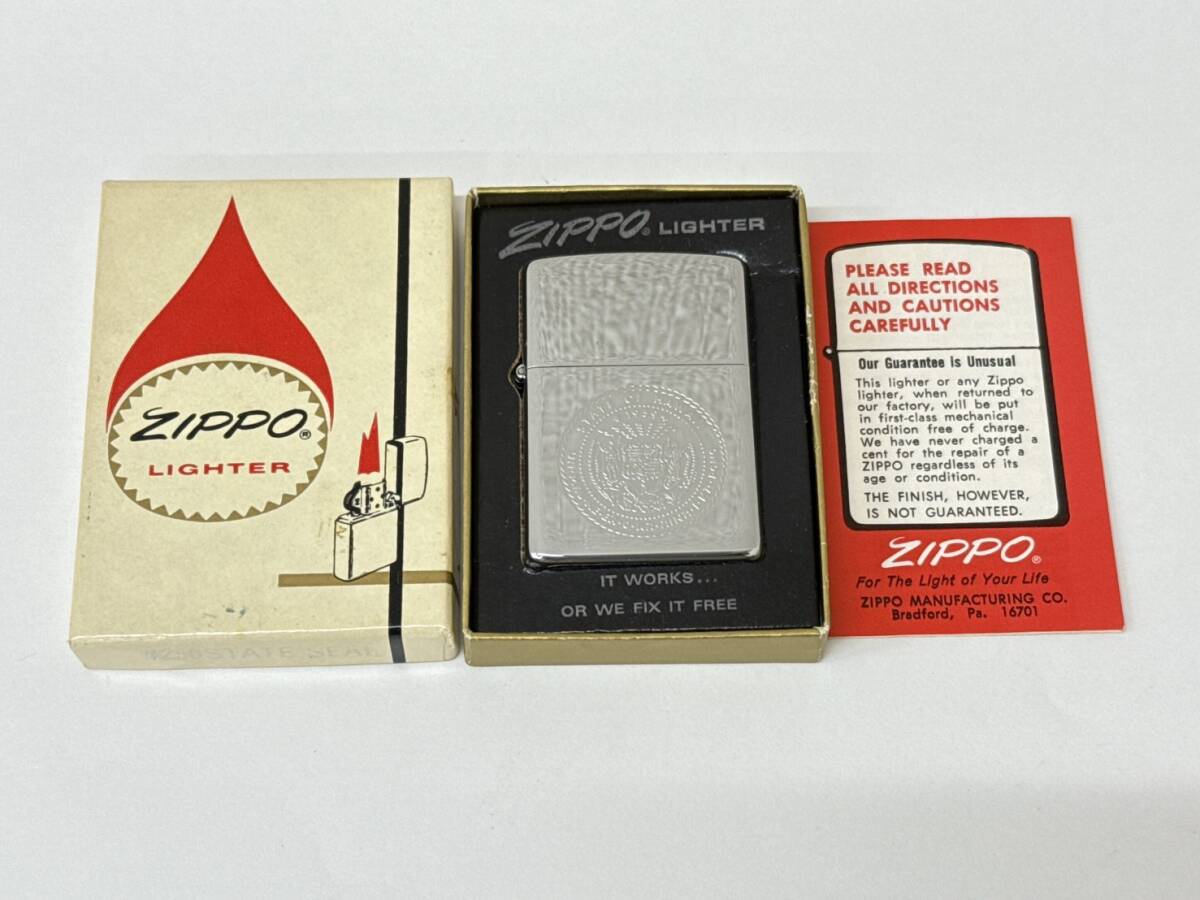 ZIPPO®
LIGHTER
#250 STATE SEAL
ZIPPO® LIGHTER
IT WORKS...
OR WE FIX IT FREE
PLEASE READ
ALL DIRECTIONS
AND CAUTIONS
CAREFULLY
Our Guarantee is Unusual
This lighter or any Zippo
lighter, when returned to
our factory, will be put
in first-class mechanical
condition free of charge.
We have never charged a
cent for the repair of a
ZIPPO regardless of its
age or condition.
THE FINISH, HOWEVER,
IS NOT GUARANTEED.
ZIPPO®
For The Light of Your Life
ZIPPO MANUFACTURING CO.
Bradford, Pa. 16701